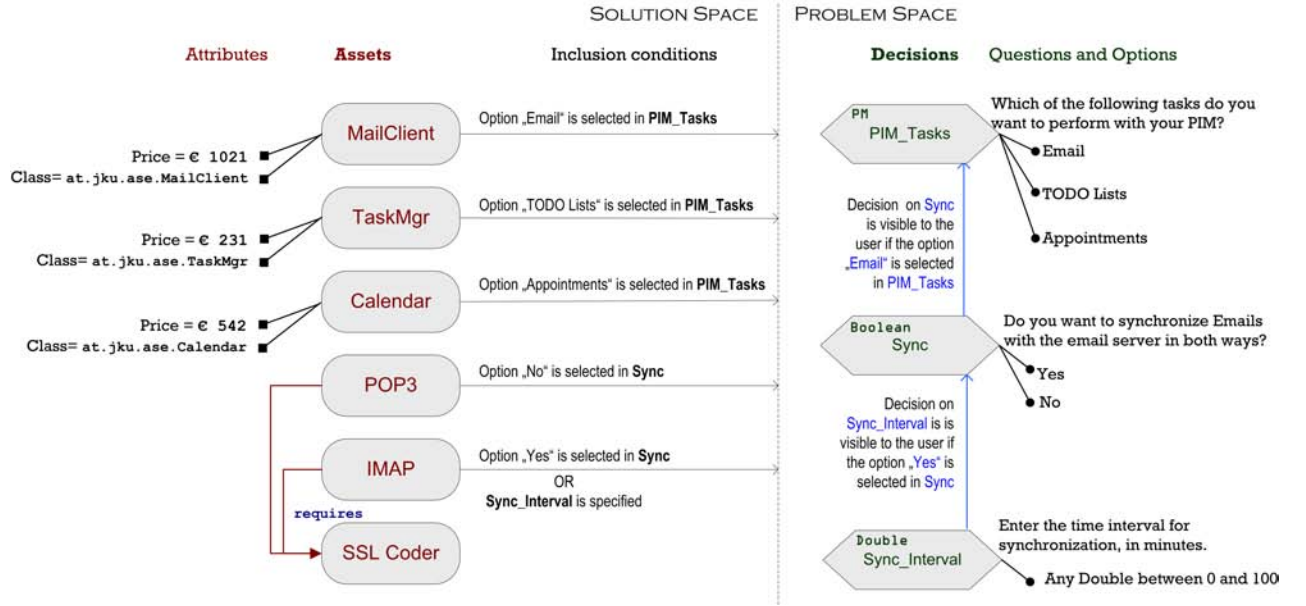 SOLUTION SPACE
PROBLEM SPACE
Attributes
Assets
Inclusion conditions
Decisions
Questions and Options
MailClient
Price = € 1021
Class= at.jku.ase.MailClient
Option „Email“ is selected in PIM_Tasks
TaskMgr
Price = € 231
Class= at.jku.ase.TaskMgr
Option „TODO Lists“ is selected in PIM_Tasks
Calendar
Price = € 542
Class= at.jku.ase.Calendar
Option „Appointments“ is selected in PIM_Tasks
POP3
Option „No“ is selected in Sync
IMAP
Option „Yes“ is selected in Sync
OR
Sync_Interval is specified
requires
SSL Coder
PM
PIM_Tasks
Which of the following tasks do you
want to perform with your PIM?
Email
TODO Lists
Appointments
Decision on Sync
is visible to the
user if the option
„Email“ is selected
in PIM_Tasks
Boolean
Sync
Do you want to synchronize Emails
with the email server in both ways?
Yes
No
Decision on
Sync_Interval is is
visible to the user if
the option „Yes“ is
selected in Sync
Double
Sync_Interval
Enter the time interval for
synchronization, in minutes.
Any Double between 0 and 100